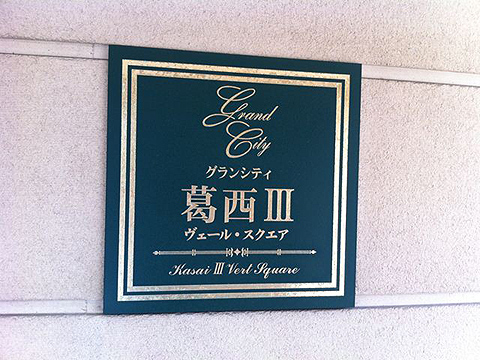 Grand
City
グランシティ
葛西Ⅲ
ヴェール・スクエア
Kasai Ⅲ Vert Square